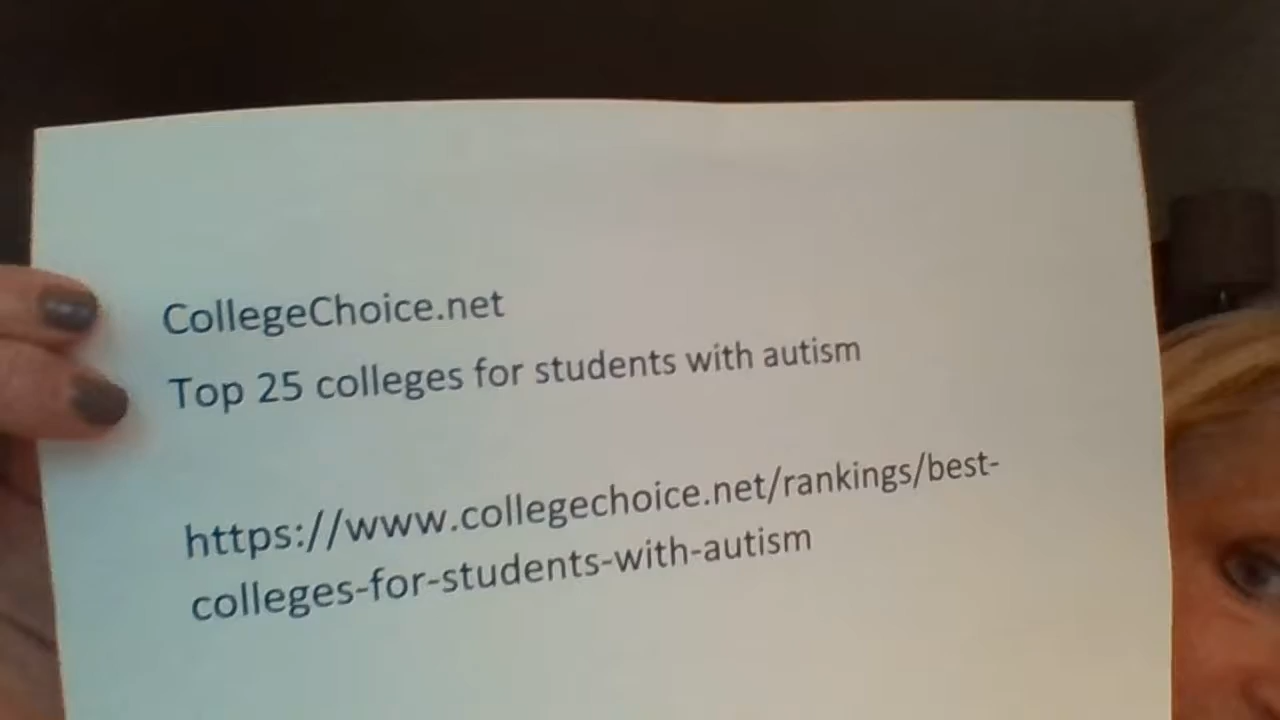 CollegeChoice.net
Top 25 colleges for students with autism
https://www.collegechoice.net/rankings/best-
colleges-for-students-with-autism